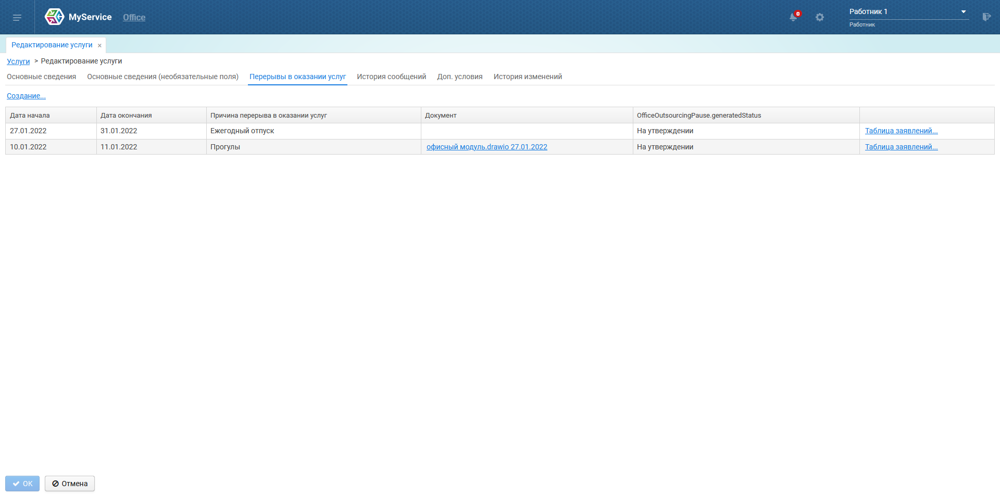 MyService Office 0 Работник 1
Работник
Редактирование услуги ×
Услуги > Редактирование услуги
Основные сведения Основные сведения (необязательные поля) Перерывы в оказании услуг История сообщений Доп. условия История изменений
Создание...
Дата начала Дата окончания Причина перерыва в оказании услуг Документ OfficeOutsourcingPause.generatedStatus
27.01.2022 31.01.2022 Ежегодный отпуск На утверждении Таблица заявлений...
10.01.2022 11.01.2022 Прогулы офисный модуль.drawio 27.01.2022 На утверждении Таблица заявлений...
OK Отмена